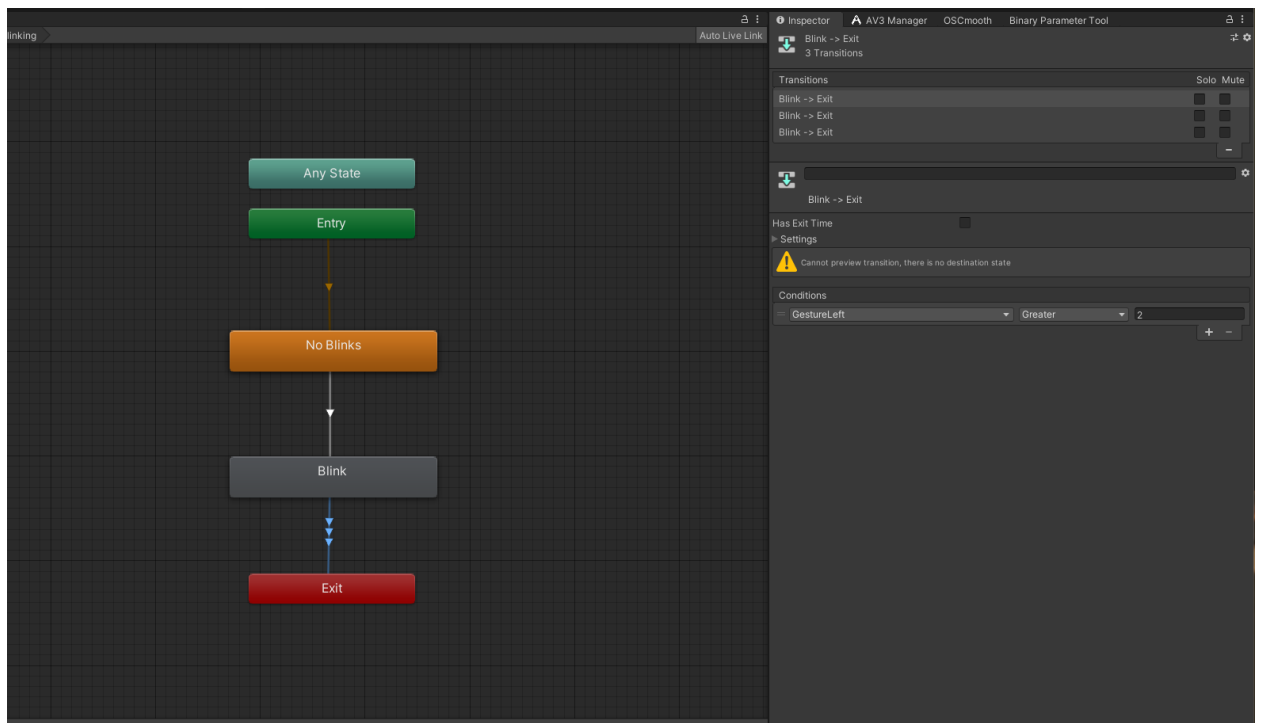 linking
Auto Live Link
Any State
Entry
No Blinks
Blink
Exit
Inspector AV3 Manager OSCmooth Binary Parameter Tool
Blink -> Exit
3 Transitions
Transitions Solo Mute
Blink -> Exit
Blink -> Exit
Blink -> Exit
Blink -> Exit
Has Exit Time
Settings
Cannot preview transition, there is no destination state
Conditions
GestureLeft Greater 2
+ -